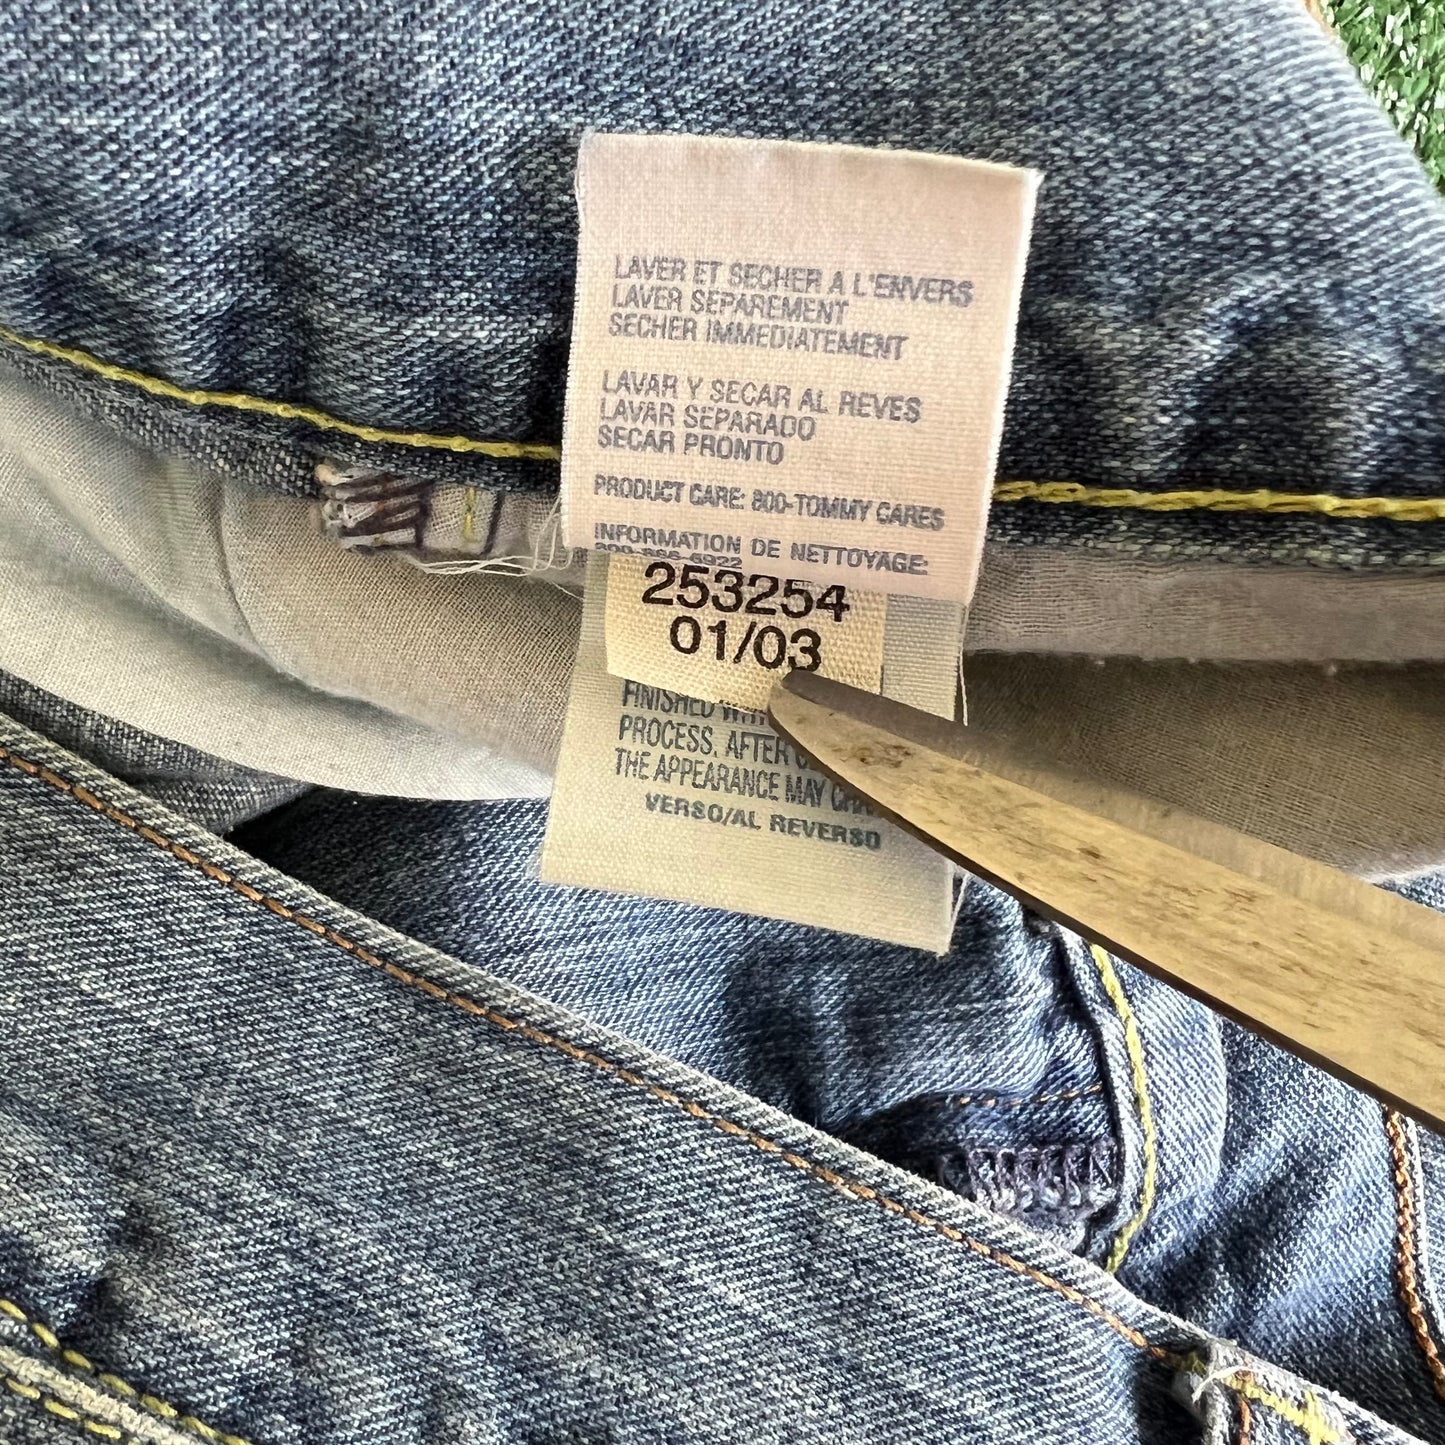 LAVER ET SECHER A L'ENVERS
LAVER SEPAREMENT
SECHER IMMEDIATEMENT
LAVAR Y SECAR AL REVES
LAVAR SEPARADO
SECAR PRONTO
PRODUCT CARE: 800-TOMMY CARES
INFORMATION DE NETTOYAGE:
253254
01/03
FINISHED
PROCESS. AFTER
THE APPEARANCE MAY
VERSO/AL REVERSO